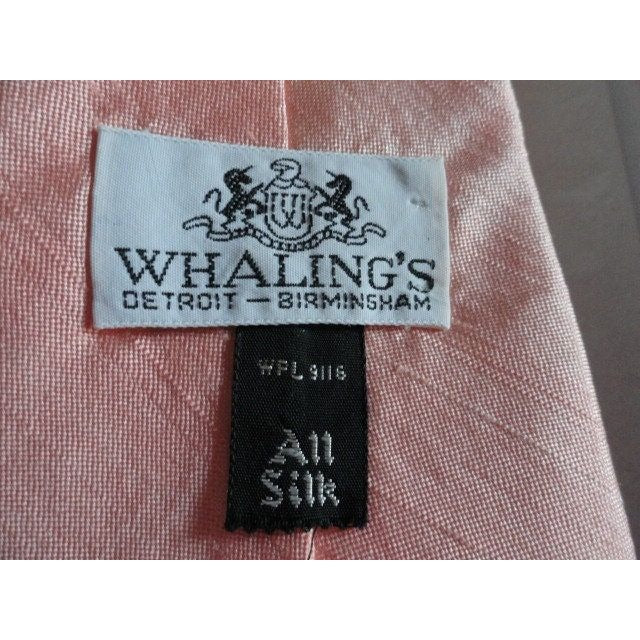 W
WHALING'S
DETROIT – BIRMINGHAM
WPL 9116
All
Silk